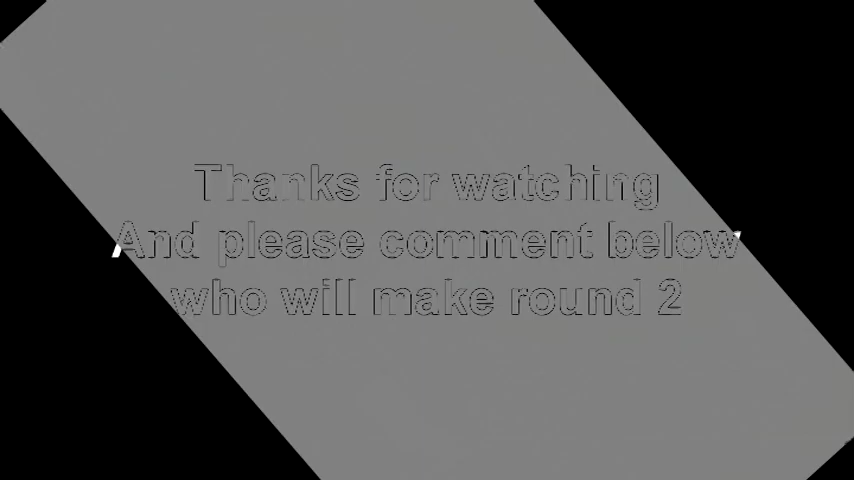 Thanks for watching
And please comment below
who will make round 2